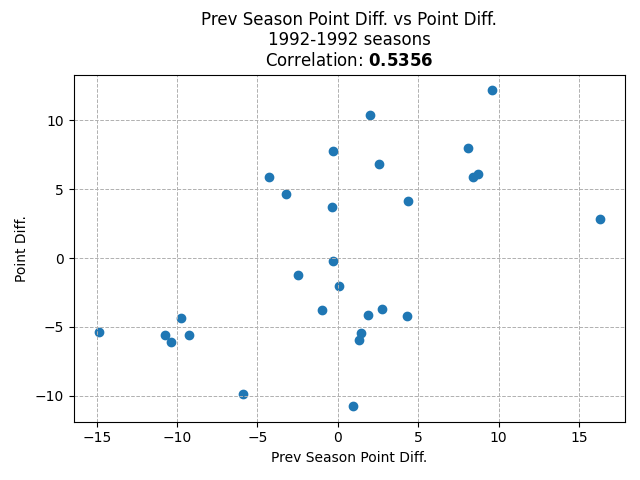 Prev Season Point Diff. vs Point Diff.
1992-1992 seasons
Correlation: 0.5356
Point Diff.
10
5
0
−5
−10
−15
−10
−5
0
5
10
15
Prev Season Point Diff.